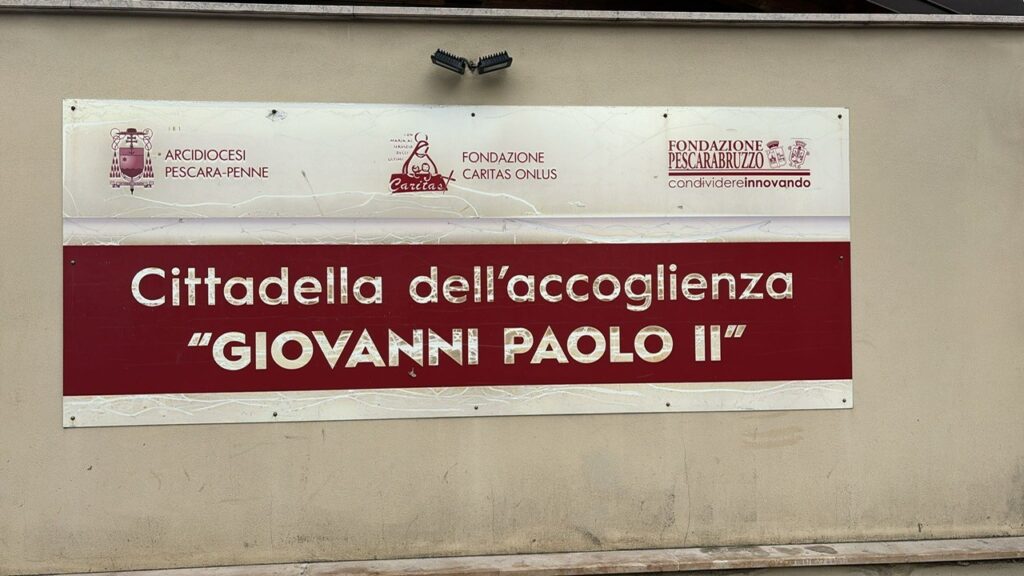 ARCIDIOCESI
PESCARA-PENNE
Caritas
FONDAZIONE
CARITAS ONLUS
FONDAZIONE
PESCARABRUZZO
condividereinnovando
Cittadella dell'accoglienza
"GIOVANNI PAOLO II"